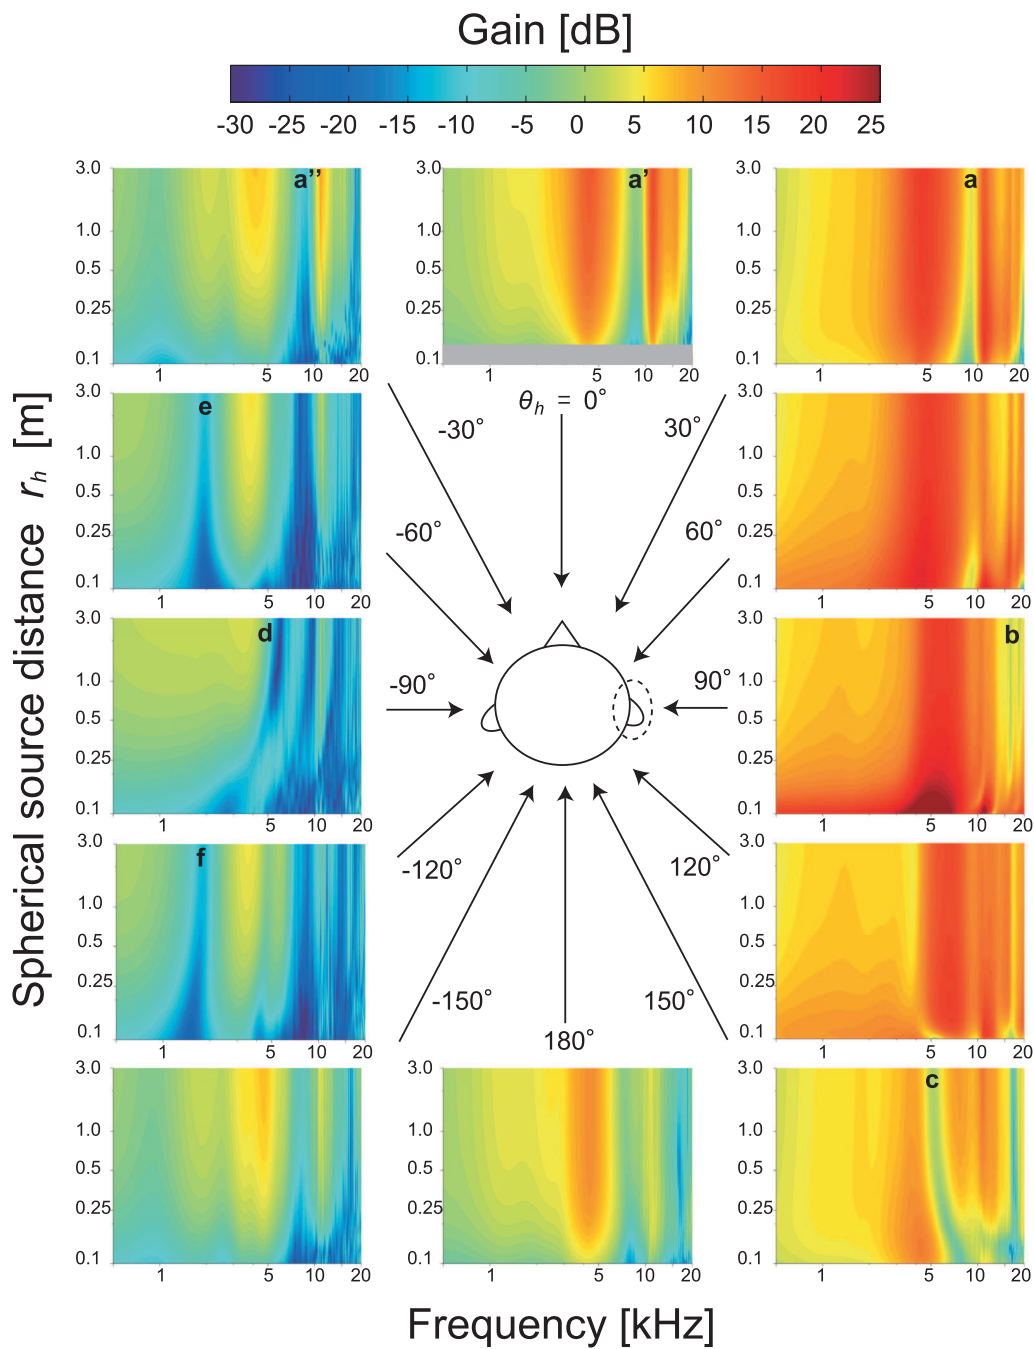 Gain [dB]
-30 -25 -20 -15 -10 -5 0 5 10 15 20 25
Spherical source distance r_h [m]
3.0 a’’
1.0
0.5
0.25
0.1
1 5 10 20
3.0 a’
1.0
0.5
0.25
0.1
1 5 10 20
3.0 a
1.0
0.5
0.25
0.1
1 5 10 20
θ_h = 0°
-30°
30°
3.0 e
1.0
0.5
0.25
0.1
1 5 10 20
-60°
60°
3.0
1.0
0.5
0.25
0.1
1 5 10 20
3.0 d
1.0
0.5
0.25
0.1
1 5 10 20
-90°
90°
3.0 b
1.0
0.5
0.25
0.1
1 5 10 20
3.0 f
1.0
0.5
0.25
0.1
1 5 10 20
-120°
120°
3.0
1.0
0.5
0.25
0.1
1 5 10 20
-150°
180°
150°
3.0
1.0
0.5
0.25
0.1
1 5 10 20
3.0
1.0
0.5
0.25
0.1
1 5 10 20
3.0 c
1.0
0.5
0.25
0.1
1 5 10 20
Frequency [kHz]